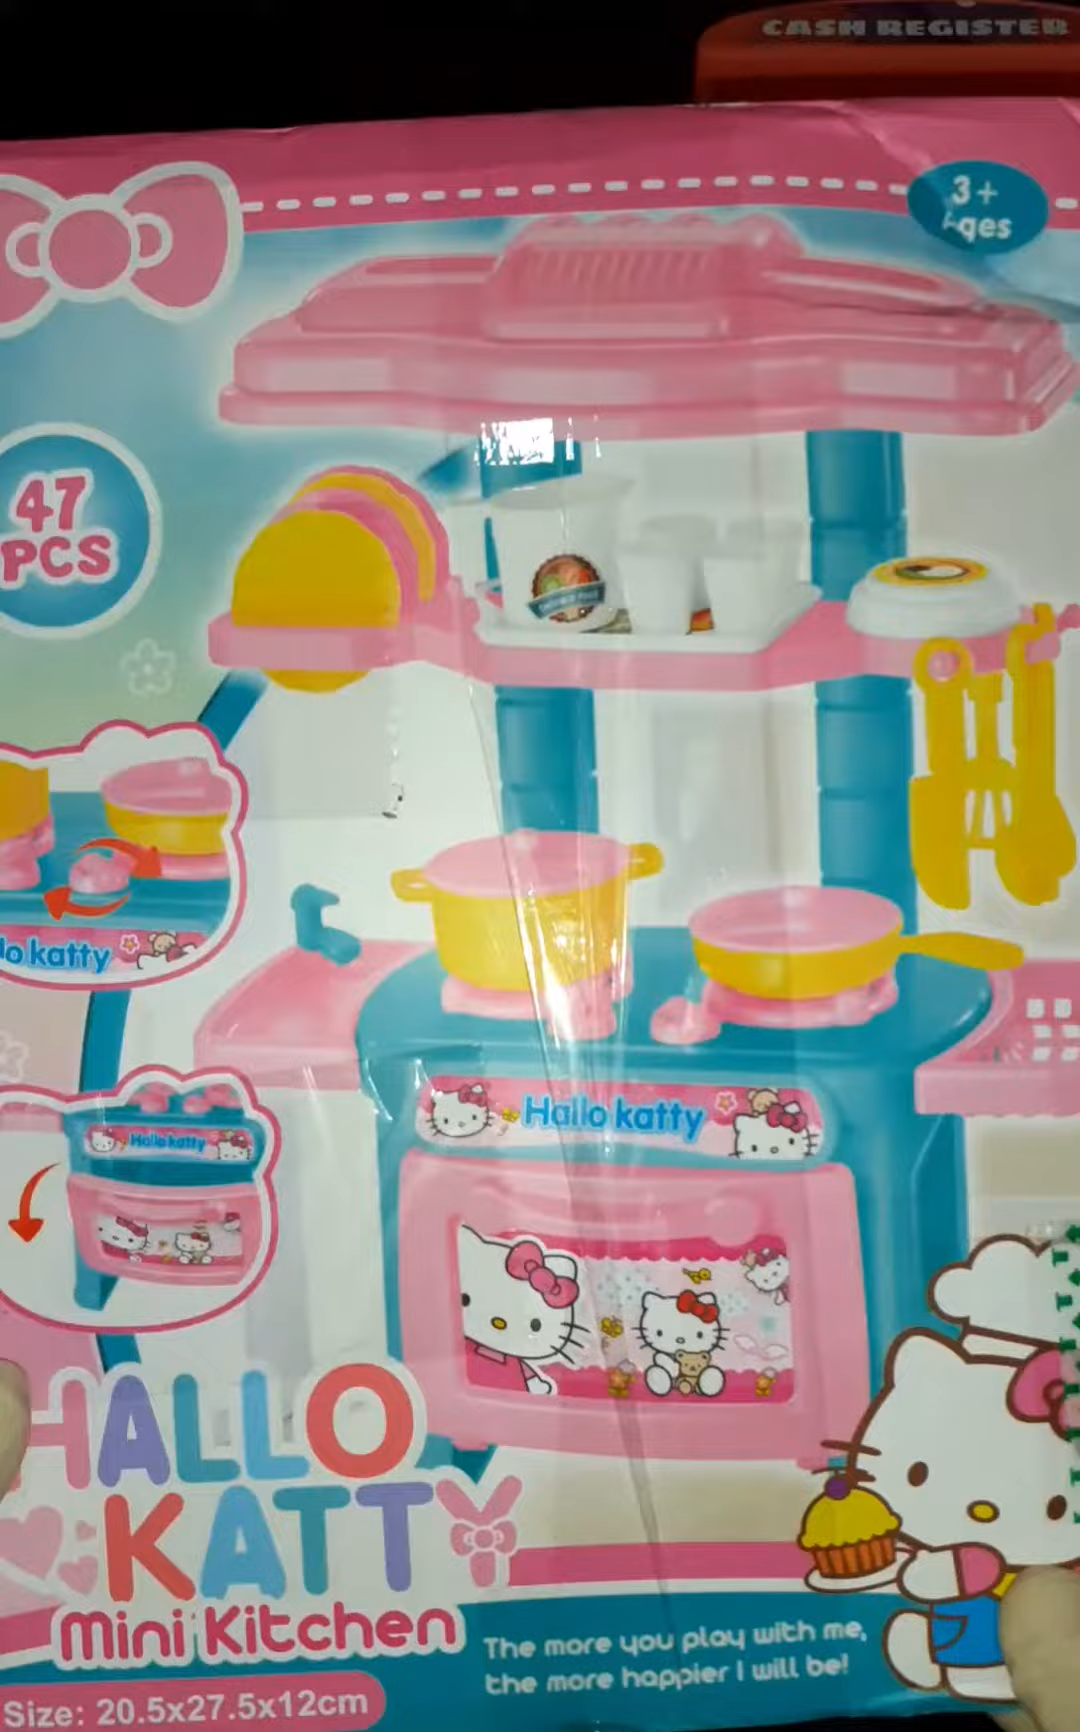 CASH REGISTER
3+
Ages
47
PCS
lo katty
Hallo katty
Hallo katty
HALLO
KATTY
mini Kitchen
The more you play with me,
the more happier I will be!
Size: 20.5x27.5x12cm